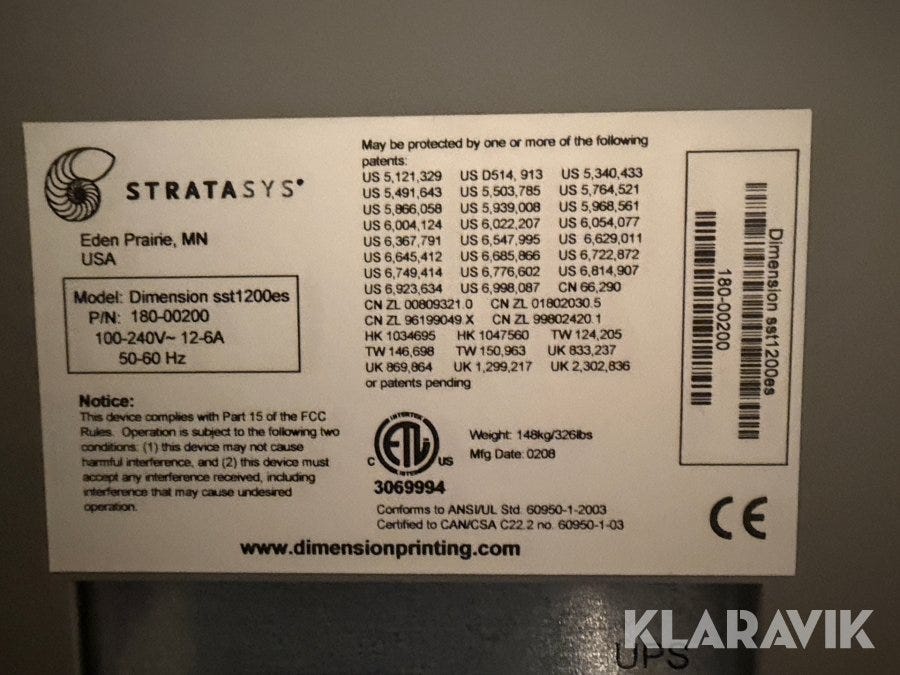 STRATASYS
Eden Prairie, MN
USA
Model: Dimension sst1200es
P/N: 180-00200
100-240V~ 12-6A
50-60 Hz
Notice:
This device complies with Part 15 of the FCC
Rules. Operation is subject to the following two
conditions: (1) this device may not cause
harmful interference, and (2) this device must
accept any interference received, including
interference that may cause undesired
operation.
May be protected by one or more of the following
patents:
US 5,121,329 US D514, 913 US 5,340,433
US 5,491,643 US 5,503,785 US 5,764,521
US 5,866,058 US 5,939,008 US 5,968,561
US 6,004,124 US 6,022,207 US 6,054,077
US 6,367,791 US 6,547,995 US 6,629,011
US 6,645,412 US 6,685,866 US 6,722,872
US 6,749,414 US 6,776,602 US 6,814,907
US 6,923,634 US 6,998,087 CN 66,290
CN ZL 00809321.0 CN ZL 01802030.5
CN ZL 96199049.X CN ZL 99802420.1
HK 1034695 HK 1047560 TW 124,205
TW 146,698 TW 150,963 UK 833,237
UK 869,864 UK 1,299,217 UK 2,302,836
or patents pending
INTERTEK
ETL
C US
3069994
Weight: 148kg/326lbs
Mfg Date: 0208
Conforms to ANSI/UL Std. 60950-1-2003
Certified to CAN/CSA C22.2 no. 60950-1-03
www.dimensionprinting.com
Dimension sst1200es
180-00200
CE
KLARAVIK
UPS